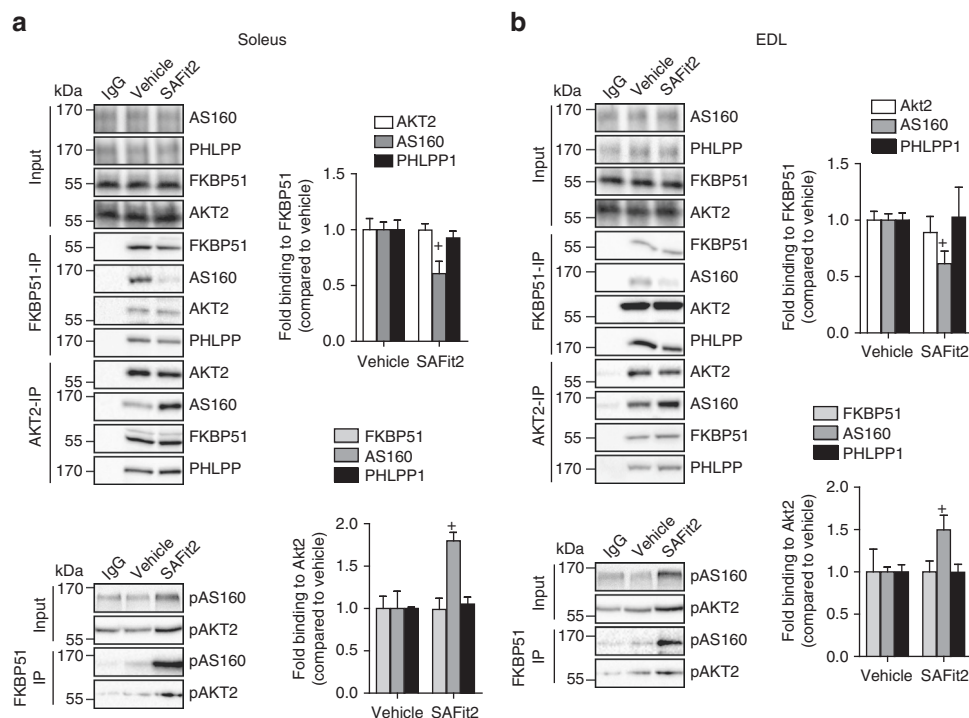 a
Soleus
kDa
IgG
Vehicle
SAFit2
Input
170
AS160
170
PHLPP
55
FKBP51
55
AKT2
FKBP51-IP
55
FKBP51
170
AS160
55
AKT2
170
PHLPP
AKT2-IP
55
AKT2
170
AS160
55
FKBP51
170
PHLPP
AKT2
AS160
PHLPP1
Fold binding to FKBP51
(compared to vehicle)
1.5
1.0
0.5
0.0
+
Vehicle
SAFit2
FKBP51
AS160
PHLPP1
Fold binding to Akt2
(compared to vehicle)
2.0
1.5
1.0
0.5
0.0
+
Vehicle
SAFit2
kDa
IgG
Vehicle
SAFit2
Input
170
pAS160
55
pAKT2
FKBP51
IP
170
pAS160
55
pAKT2
b
EDL
kDa
IgG
Vehicle
SAFit2
Input
170
AS160
170
PHLPP
55
FKBP51
55
AKT2
FKBP51-IP
55
FKBP51
170
AS160
55
AKT2
170
PHLPP
AKT2-IP
55
AKT2
170
AS160
55
FKBP51
170
PHLPP
Akt2
AS160
PHLPP1
Fold binding to FKBP51
(compared to vehicle)
1.5
1.0
0.5
0.0
+
Vehicle
SAFit2
FKBP51
AS160
PHLPP1
Fold binding to Akt2
(compared to vehicle)
2.0
1.5
1.0
0.5
0.0
+
Vehicle
SAFit2
kDa
IgG
Vehicle
SAFit2
Input
170
pAS160
55
pAKT2
FKBP51
IP
170
pAS160
55
pAKT2